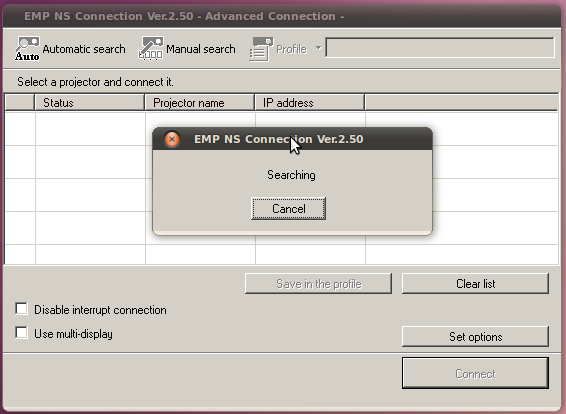 EMP NS Connection Ver.2.50 - Advanced Connection -
Auto Automatic search Manual search Profile
Select a projector and connect it.
Status Projector name IP address
EMP NS Connection Ver.2.50
Searching
Cancel
Save in the profile Clear list
Disable interrupt connection
Use multi-display Set options
Connect